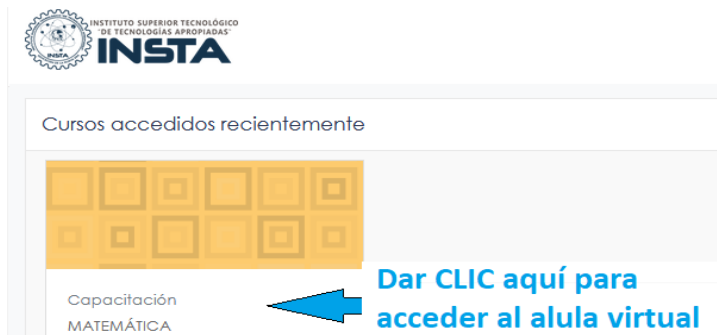 INSTITUTO SUPERIOR TECNOLÓGICO
"DE TECNOLOGÍAS APROPIADAS"
INSTA
INSTA
Cursos accedidos recientemente
Dar CLIC aquí para
acceder al alula virtual
Capacitación
MATEMÁTICA